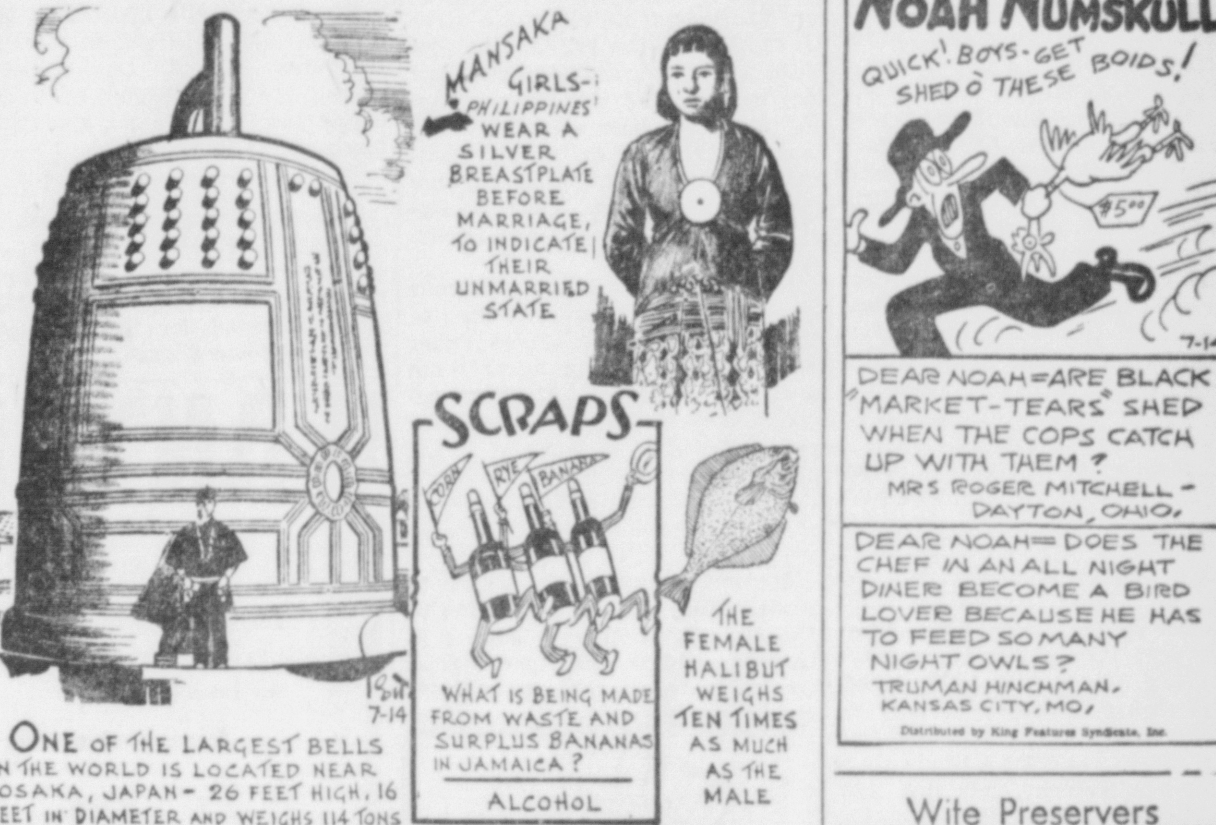 MANSAKA
GIRLS-
PHILIPPINES'
WEAR A
SILVER
BREASTPLATE
BEFORE
MARRIAGE,
TO INDICATE
THEIR
UNMARRIED
STATE
7-14
ONE OF THE LARGEST BELLS
N THE WORLD IS LOCATED NEAR
OSAKA, JAPAN - 26 FEET HIGH, 16
EET IN DIAMETER AND WEIGHS 114 TONS
SCRAPS
CORN
RYE
BANANA
WHAT IS BEING MADE
FROM WASTE AND
SURPLUS BANANAS
IN JAMAICA?
ALCOHOL
THE
FEMALE
HALIBUT
WEIGHS
TEN TIMES
AS MUCH
AS THE
MALE
NOAH NUMSKULL
QUICK! BOYS-GET
SHED O' THESE BOIDS!
$5.00
7-14
DEAR NOAH=ARE BLACK
"MARKET-TEARS" SHED
WHEN THE COPS CATCH
UP WITH THEM?
MRS ROGER MITCHELL-
DAYTON, OHIO.
DEAR NOAH=DOES THE
CHEF IN AN ALL NIGHT
DINER BECOME A BIRD
LOVER BECAUSE HE HAS
TO FEED SO MANY
NIGHT OWLS?
TRUMAN HINCHMAN,
KANSAS CITY, MO,
Distributed by King Features Syndicate, Inc.
Wife Preservers